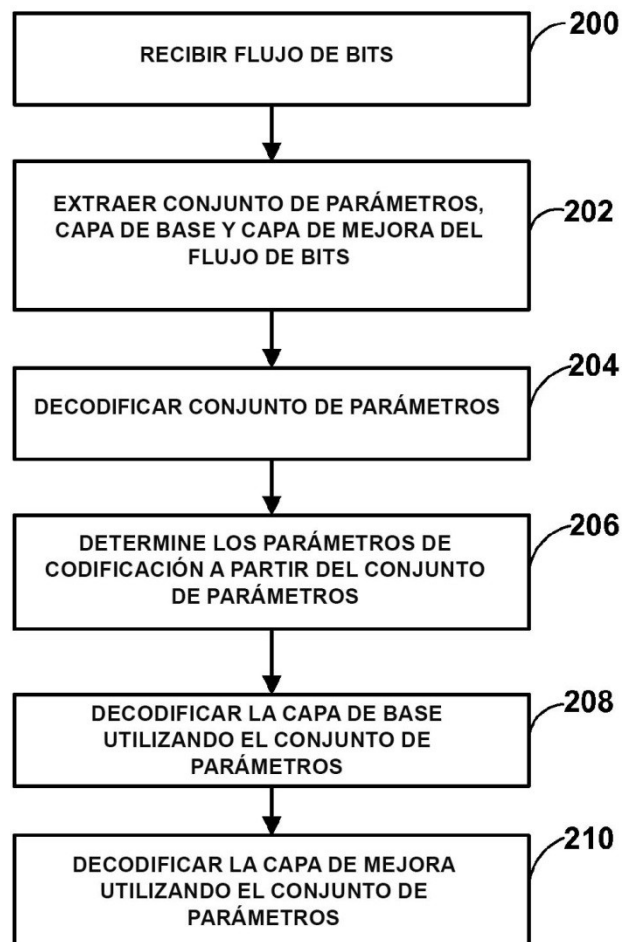 200
RECIBIR FLUJO DE BITS
EXTRAER CONJUNTO DE PARÁMETROS,
CAPA DE BASE Y CAPA DE MEJORA DEL
FLUJO DE BITS
202
204
DECODIFICAR CONJUNTO DE PARÁMETROS
206
DETERMINE LOS PARÁMETROS DE
CODIFICACIÓN A PARTIR DEL CONJUNTO
DE PARÁMETROS
208
DECODIFICAR LA CAPA DE BASE
UTILIZANDO EL CONJUNTO DE
PARÁMETROS
210
DECODIFICAR LA CAPA DE MEJORA
UTILIZANDO EL CONJUNTO DE
PARÁMETROS